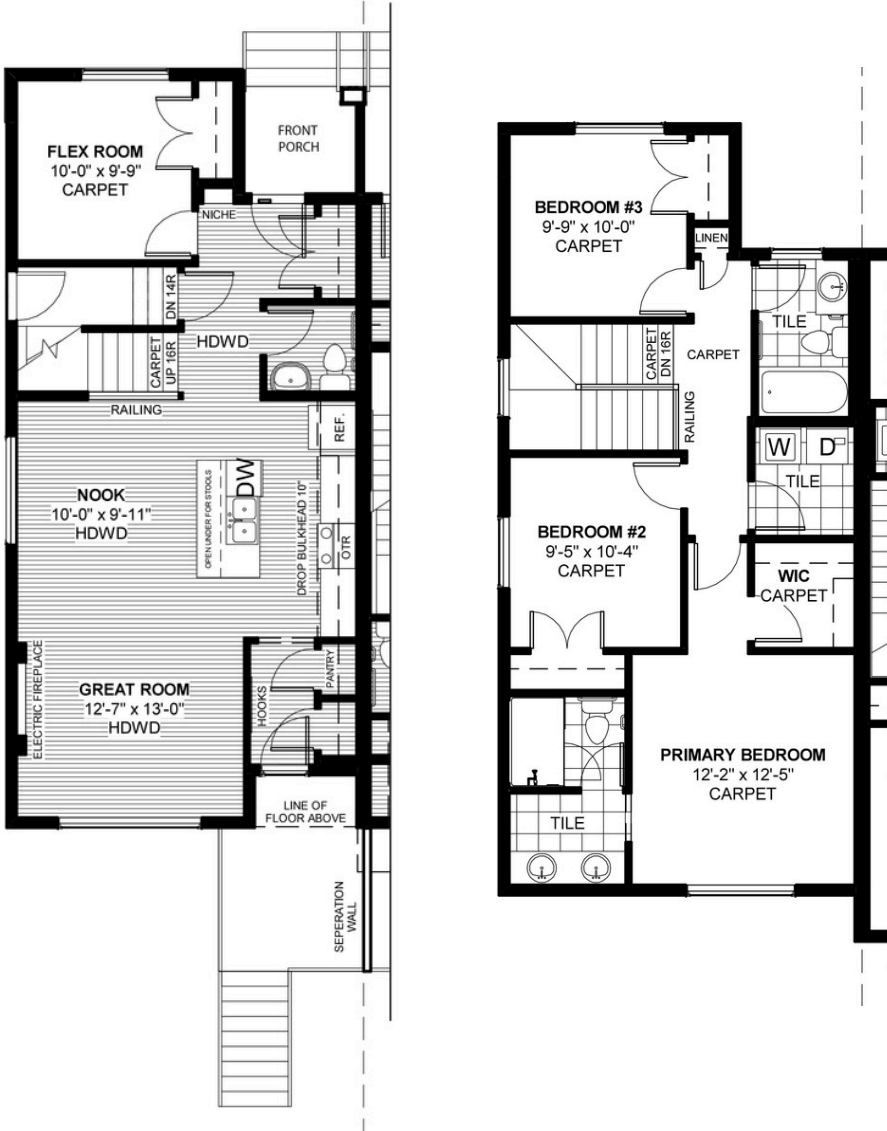 FLEX ROOM
10'-0" x 9'-9"
CARPET
FRONT
PORCH
NICHE
DN 14R
HDWD
CARPET
UP 16R
RAILING
REF.
DW
OPEN UNDER FOR STOOLS
NOOK
10'-0" x 9'-11"
HDWD
DROP BULKHEAD 10"
OTR
ELECTRIC FIREPLACE
GREAT ROOM
12'-7" x 13'-0"
HDWD
HOOKS
PANTRY
LINE OF
FLOOR ABOVE
SEPERATION
WALL
BEDROOM #3
9'-9" x 10'-0"
CARPET
LINEN
TILE
CARPET
DN 16R
CARPET
RAILING
W
D
TILE
BEDROOM #2
9'-5" x 10'-4"
CARPET
WIC
CARPET
PRIMARY BEDROOM
12'-2" x 12'-5"
CARPET
TILE